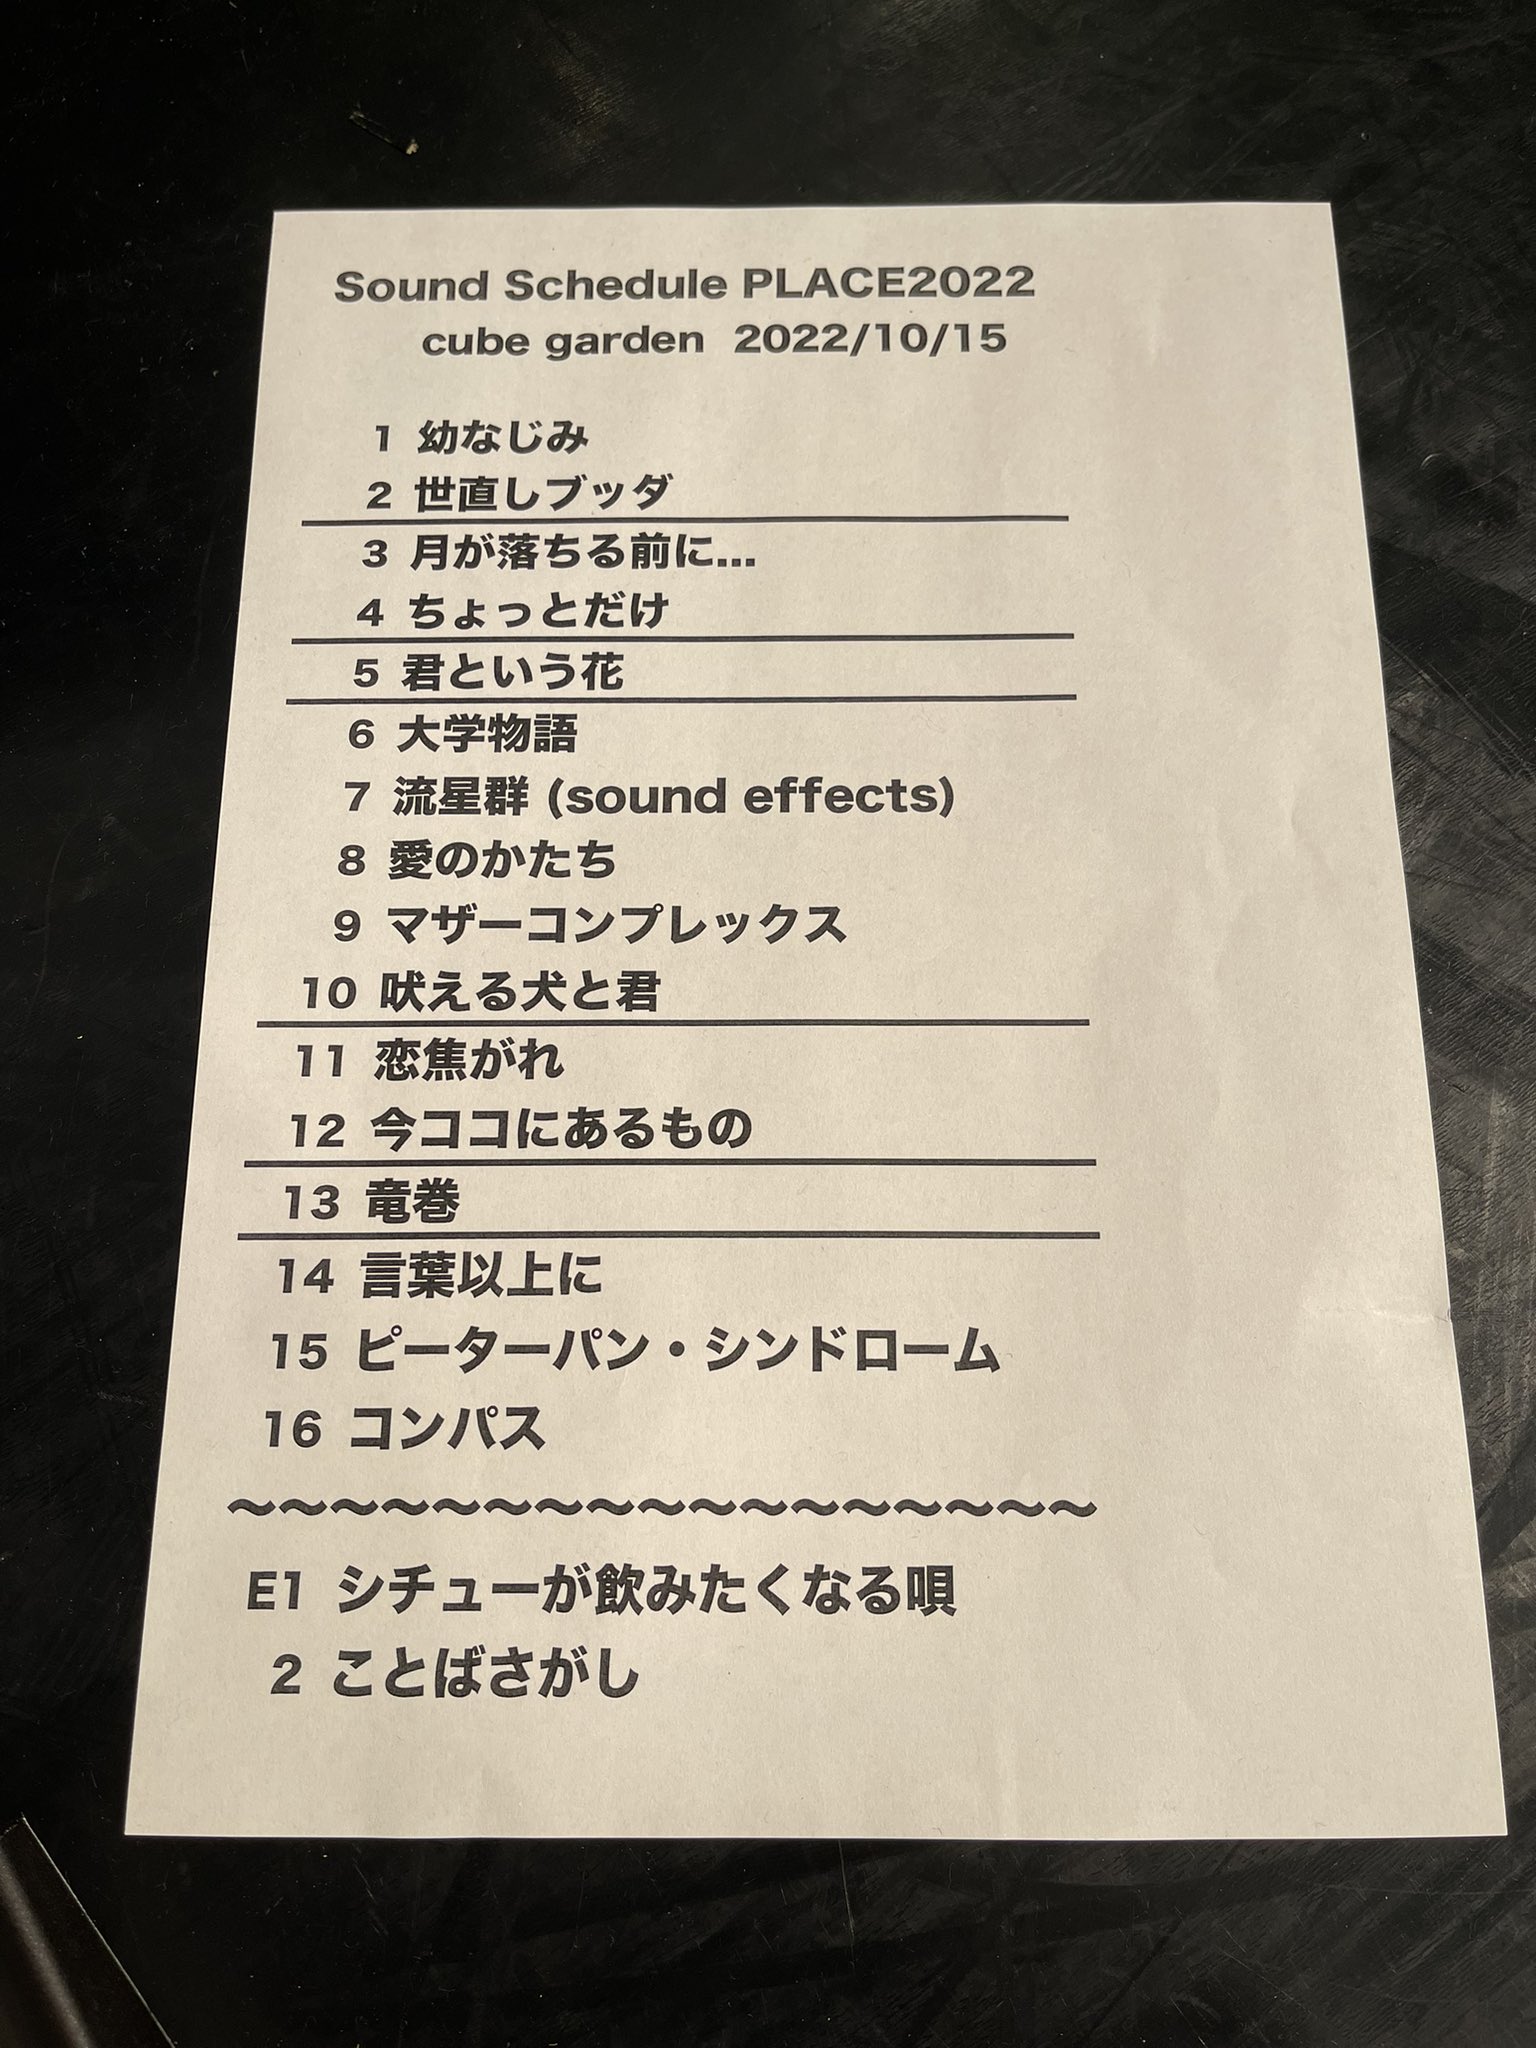 Sound Schedule PLACE2022
cube garden 2022/10/15
1 幼なじみ
2 世直しブッダ
3 月が落ちる前に...
4 ちょっとだけ
5 君という花
6 大学物語
7 流星群 (sound effects)
8 愛のかたち
9 マザーコンプレックス
10 吠える犬と君
11 恋焦がれ
12 今ココにあるもの
13 竜巻
14 言葉以上に
15 ピーターパン・シンドローム
16 コンパス
〜〜〜〜〜〜〜〜〜〜〜〜〜〜〜〜〜
E1 シチューが飲みたくなる唄
2 ことばさがし